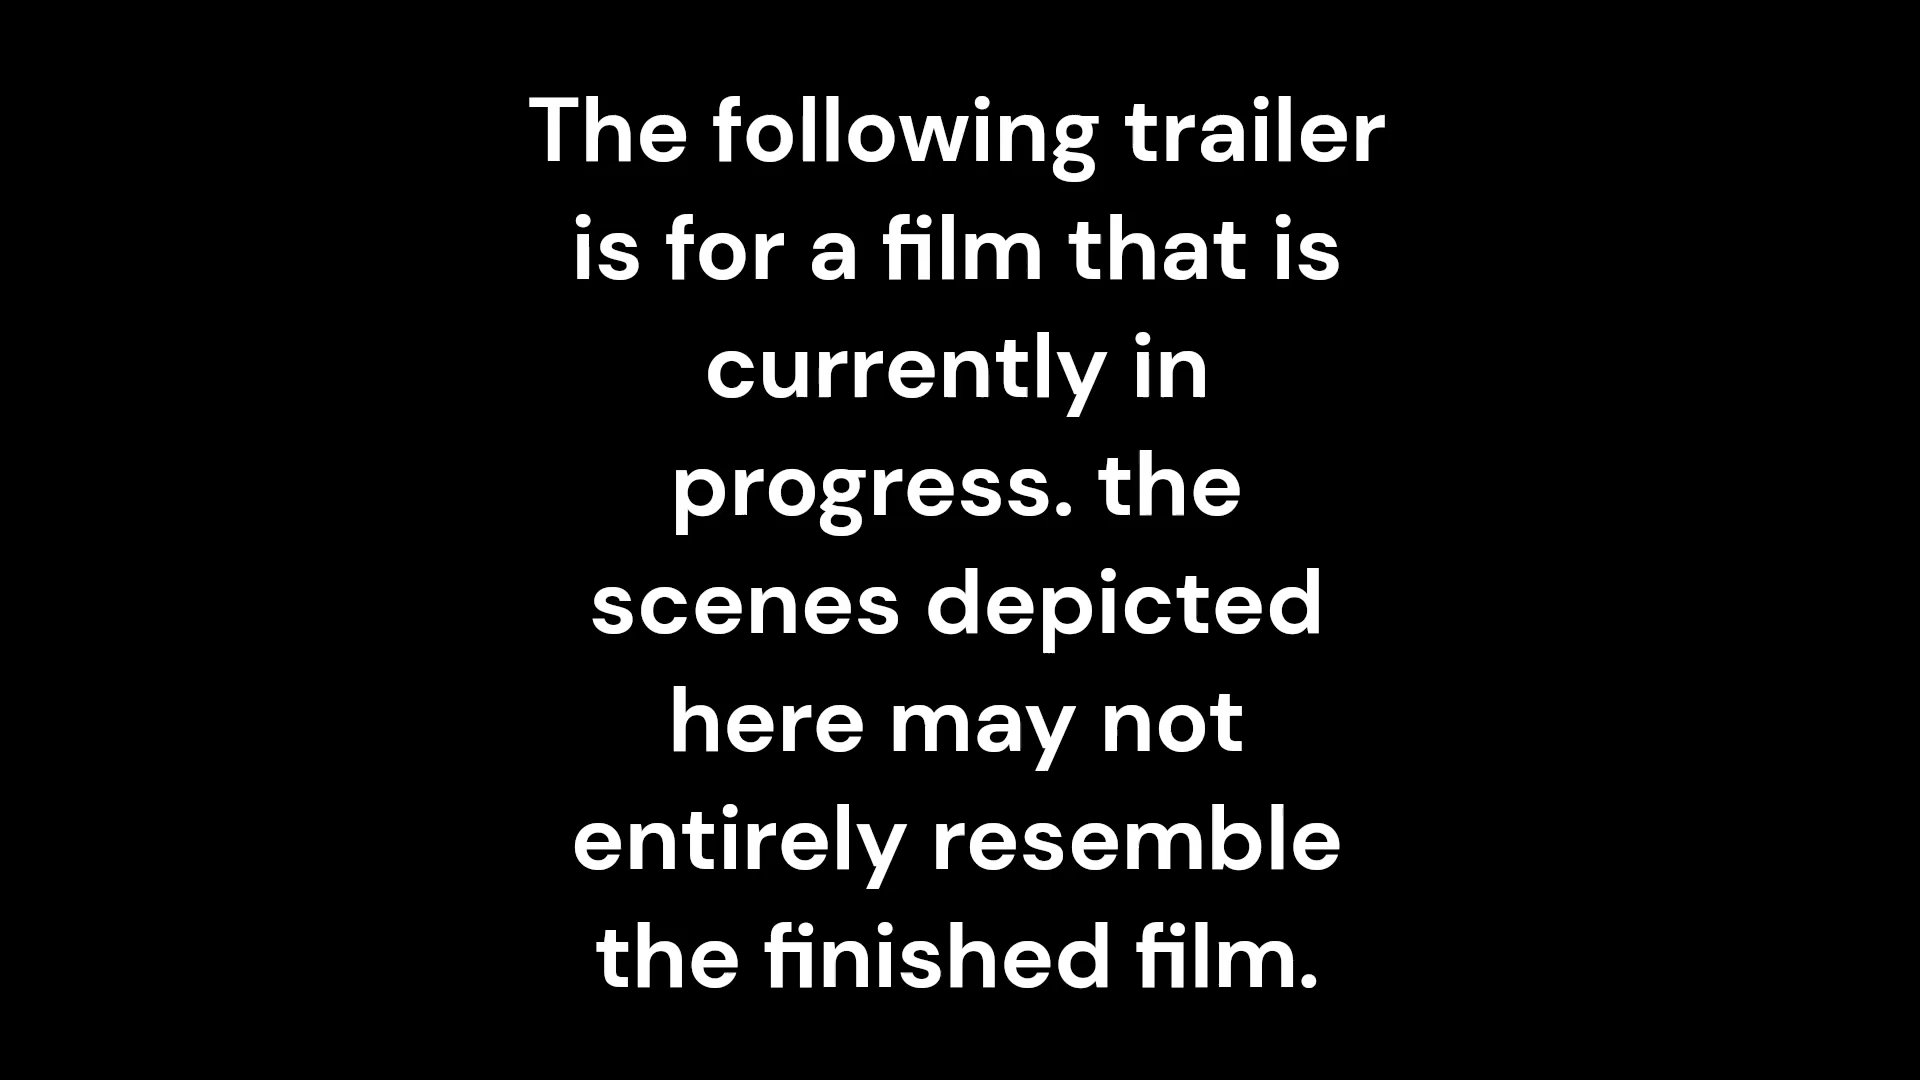 The following trailer
is for a film that is
currently in
progress. the
scenes depicted
here may not
entirely resemble
the finished film.